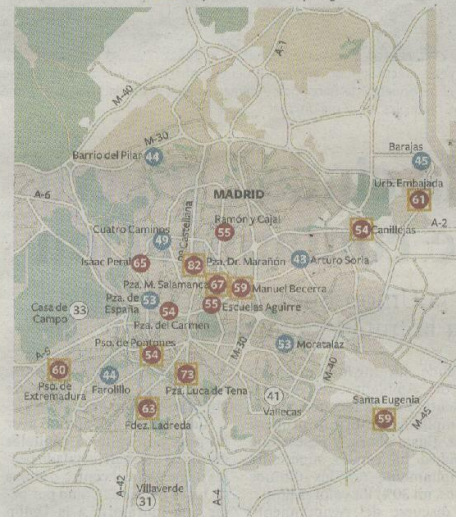 A-1
M-40
M-30
Barrio del Pilar 44
Barajas
45
Urb. Embajada
61
A-6
MADRID
A-2
Ramón y Cajal
55
54 Canillejas
Cuatro Caminos
49
Pº Castellana
Isaac Peral 65
82 Pza. Dr. Marañón
43 Arturo Soria
Pza. M. Salamanca 67
59 Manuel Becerra
Pza. de
España
53
55 Escuelas Aguirre
Casa de
Campo
33
54
Pza. del Carmen
M-30
Pso. de Pontones
54
53 Morataláz
M-40
A-5
60
Pso. de
Extremadura
44
Farolillo
73
Pza. Luca de Tena
41
Vallecas
63
Fdez. Ladreda
Santa Eugenia
59
M-45
A-42
Villaverde
31
A-4